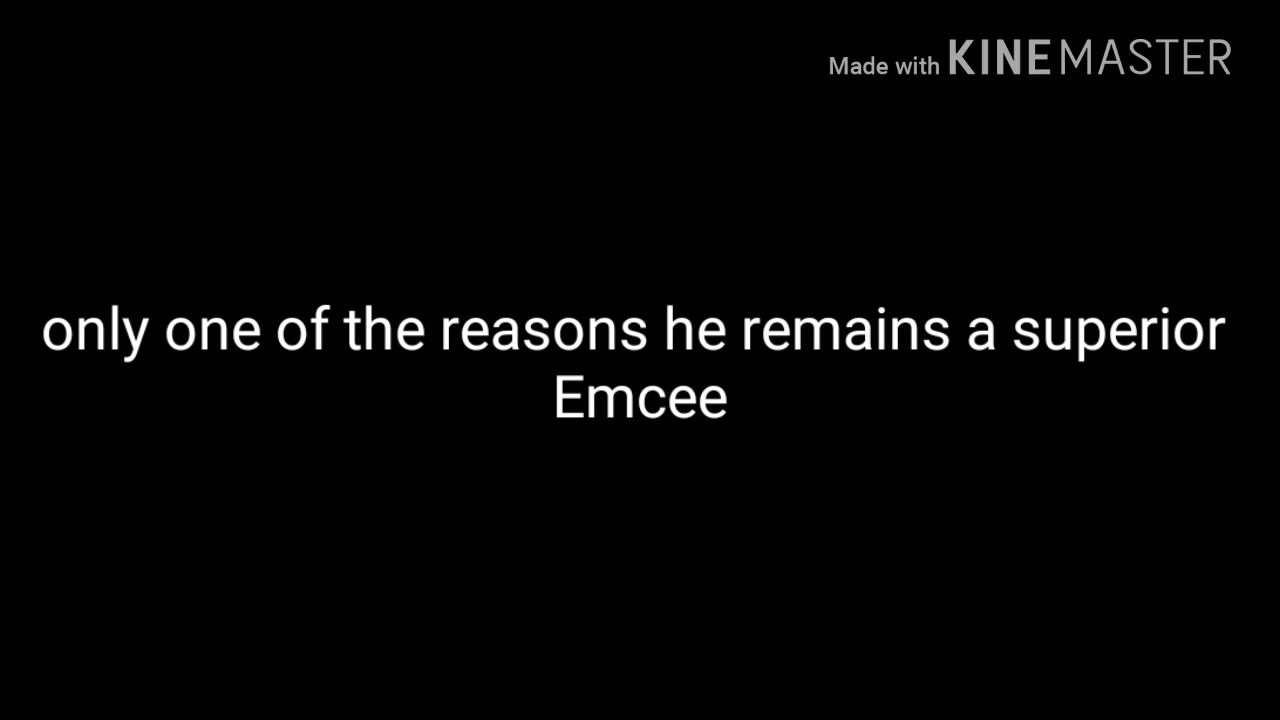 Made with KINEMASTER
only one of the reasons he remains a superior
Emcee